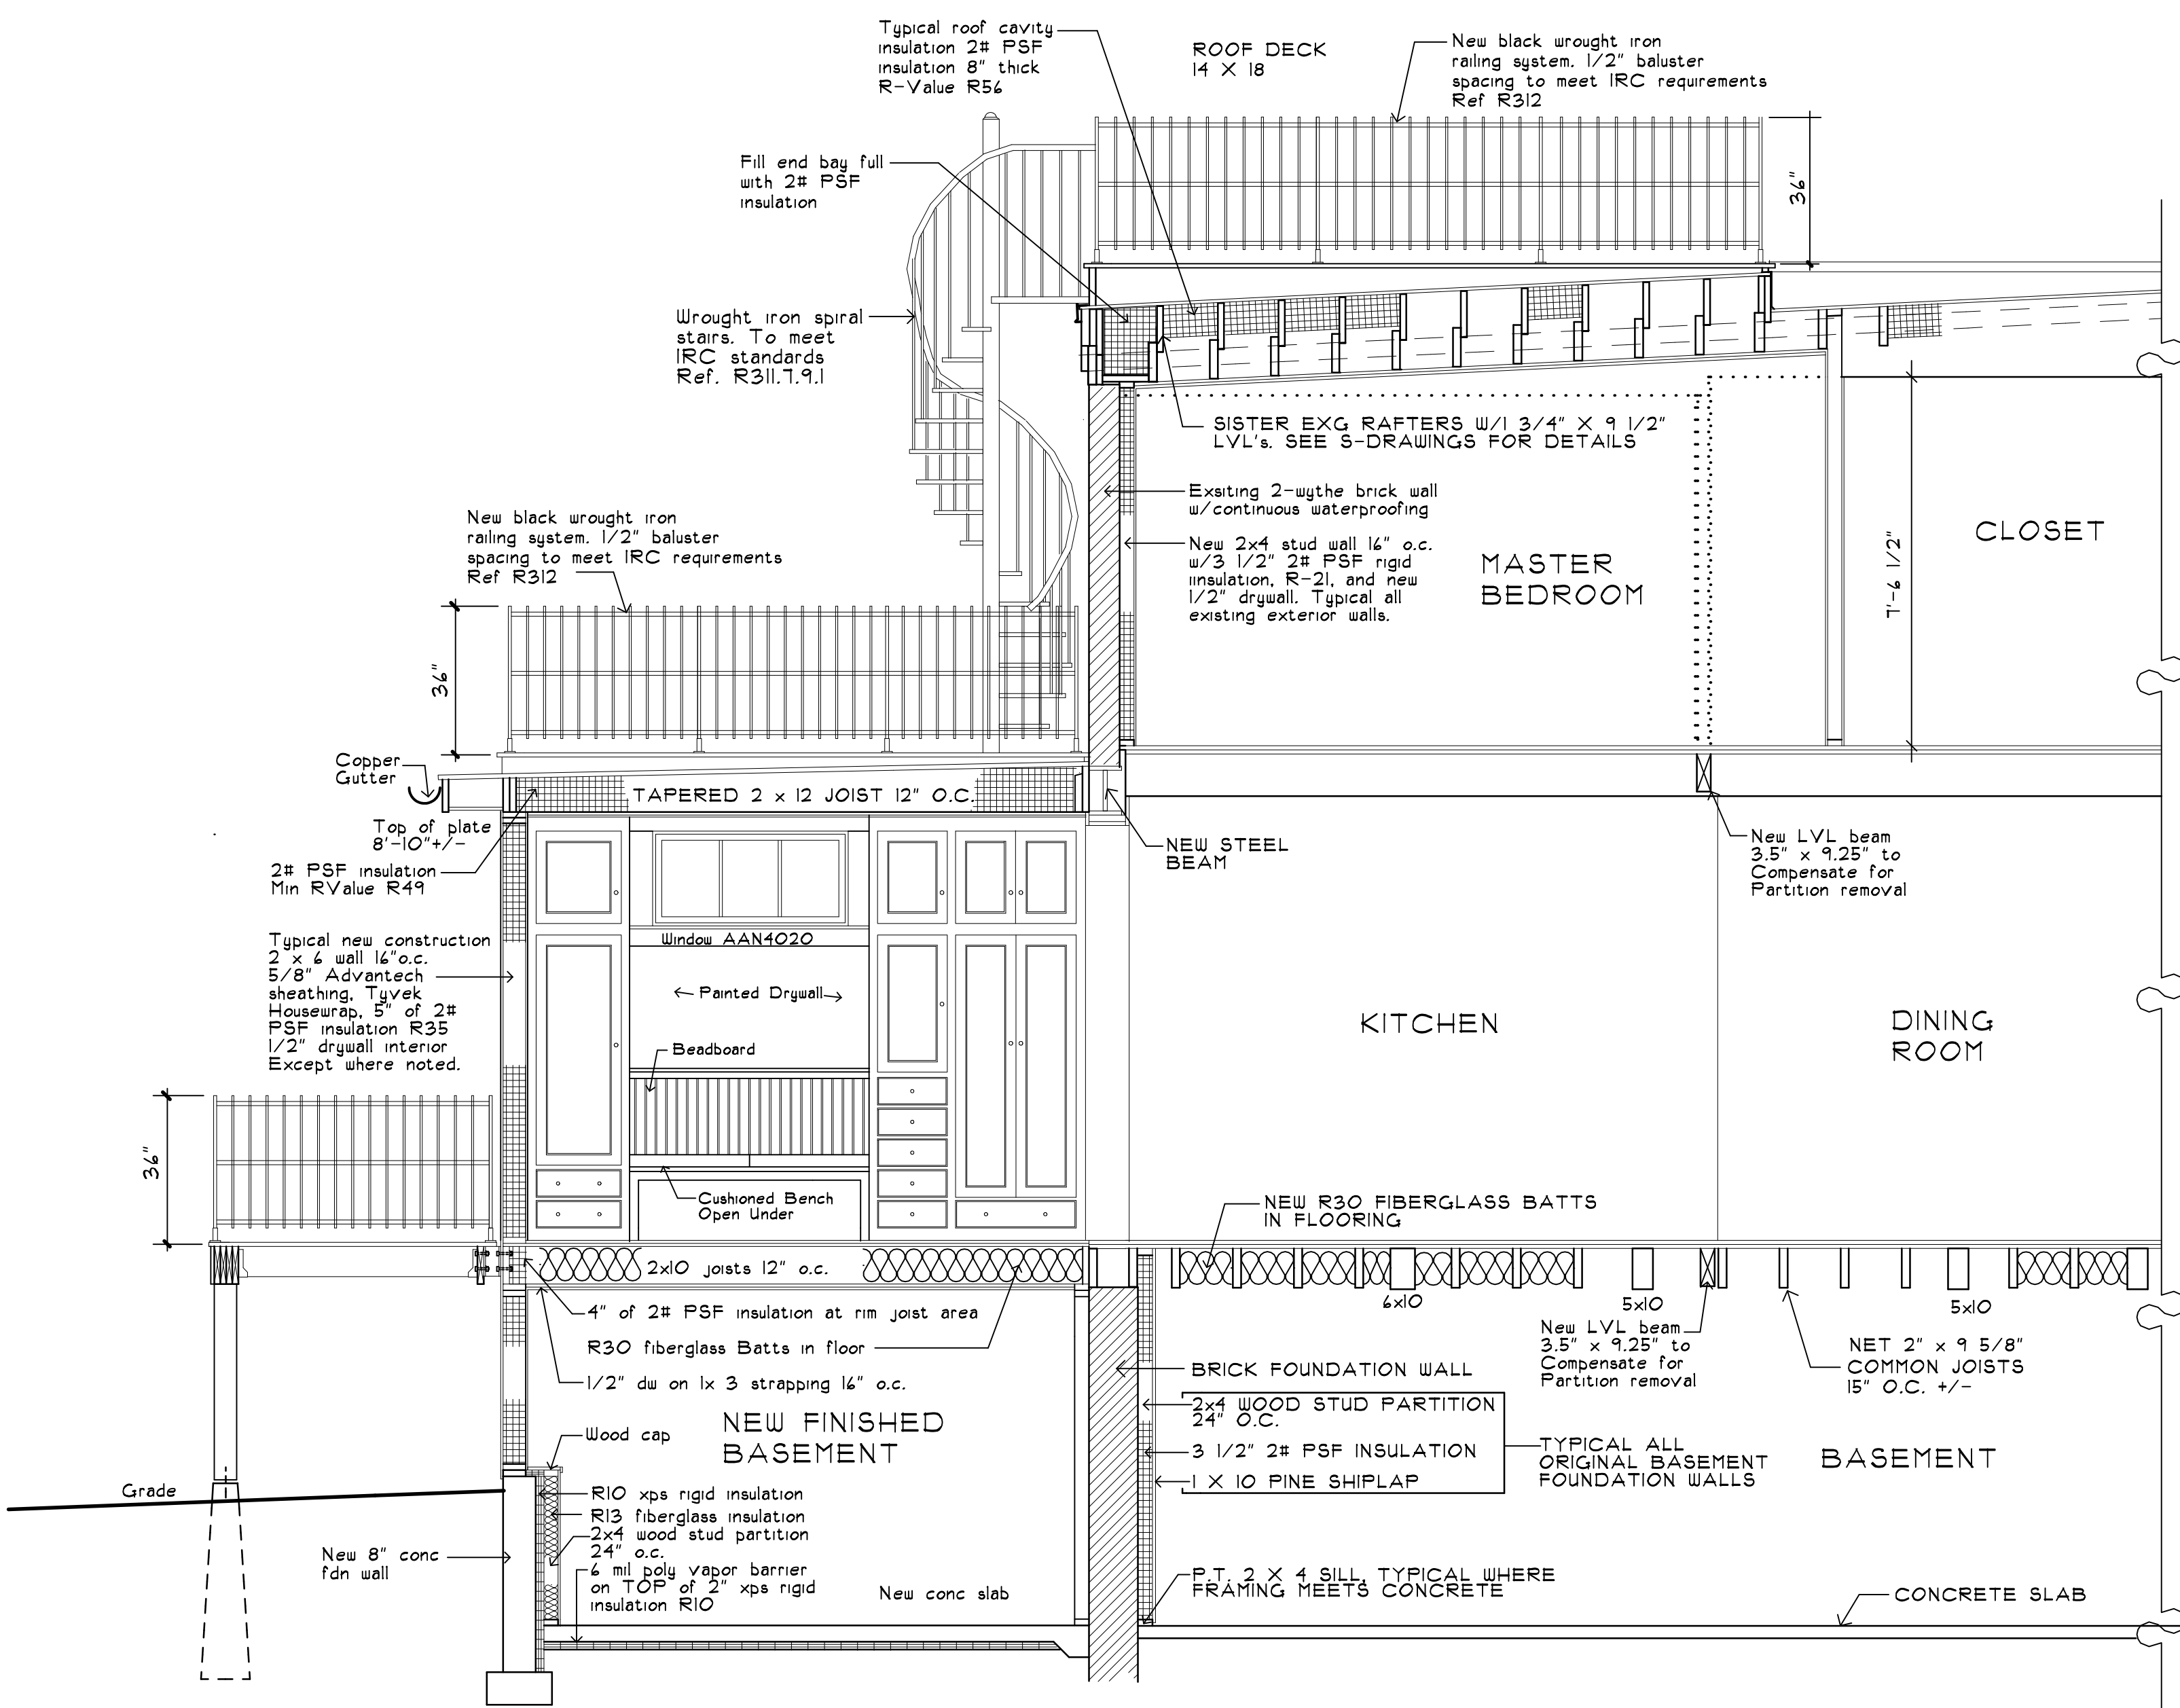 Typical roof cavity
insulation 2# PSF
insulation 8" thick
R-Value R56
ROOF DECK
14 X 18
New black wrought iron
railing system. 1/2" baluster
spacing to meet IRC requirements
Ref R312
Fill end bay full
with 2# PSF
insulation
36"
Wrought iron spiral
stairs. To meet
IRC standards
Ref. R311.7.9.1
SISTER EXG RAFTERS W/1 3/4" X 9 1/2"
LVL's. SEE S-DRAWINGS FOR DETAILS
Exsiting 2-wythe brick wall
w/continuous waterproofing
New 2x4 stud wall 16" o.c.
w/3 1/2" 2# PSF rigid
iinsulation, R-21, and new
1/2" drywall. Typical all
existing exterior walls.
MASTER
BEDROOM
7'-6 1/2"
CLOSET
New black wrought iron
railing system. 1/2" baluster
spacing to meet IRC requirements
Ref R312
36"
Copper
Gutter
TAPERED 2 x 12 JOIST 12" O.C.
Top of plate
8'-10"+/-
2# PSF insulation
Min RValue R49
NEW STEEL
BEAM
New LVL beam
3.5" x 9.25" to
Compensate for
Partition removal
Window AAN4020
Typical new construction
2 x 6 wall 16"o.c.
5/8" Advantech
sheathing, Tyvek
Housewrap, 5" of 2#
PSF insulation R35
1/2" drywall interior
Except where noted.
Painted Drywall
Beadboard
KITCHEN
DINING
ROOM
36"
Cushioned Bench
Open Under
NEW R30 FIBERGLASS BATTS
IN FLOORING
2x10 joists 12" o.c.
6x10
5x10
5x10
4" of 2# PSF insulation at rim joist area
R30 fiberglass Batts in floor
1/2" dw on 1x 3 strapping 16" o.c.
New LVL beam
3.5" x 9.25" to
Compensate for
Partition removal
NET 2" x 9 5/8"
COMMON JOISTS
15" O.C. +/-
BRICK FOUNDATION WALL
2x4 WOOD STUD PARTITION
24" O.C.
3 1/2" 2# PSF INSULATION
1 X 10 PINE SHIPLAP
TYPICAL ALL
ORIGINAL BASEMENT
FOUNDATION WALLS
NEW FINISHED
BASEMENT
BASEMENT
Wood cap
Grade
R10 xps rigid insulation
R13 fiberglass insulation
2x4 wood stud partition
24" o.c.
6 mil poly vapor barrier
on TOP of 2" xps rigid
insulation R10
New 8" conc
fdn wall
New conc slab
P.T. 2 X 4 SILL, TYPICAL WHERE
FRAMING MEETS CONCRETE
CONCRETE SLAB